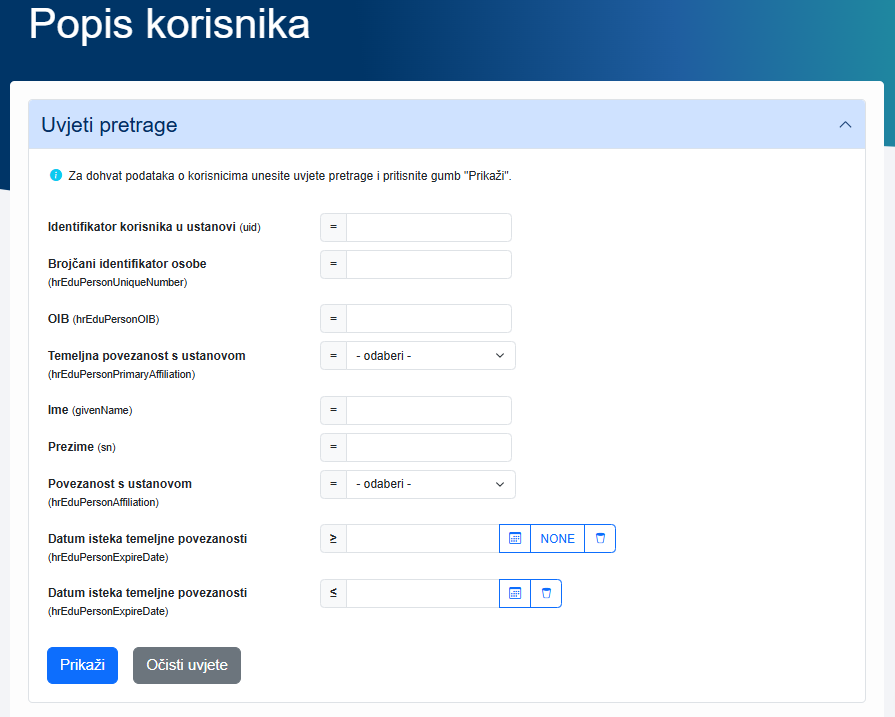 Popis korisnika
Uvjeti pretrage
Za dohvat podataka o korisnicima unesite uvjete pretrage i pritisnite gumb "Prikaži".
Identifikator korisnika u ustanovi (uid) =
Brojčani identifikator osobe =
(hrEduPersonUniqueNumber)
OIB (hrEduPersonOIB) =
Temeljna povezanost s ustanovom = - odaberi -
(hrEduPersonPrimaryAffiliation)
Ime (givenName) =
Prezime (sn) =
Povezanost s ustanovom = - odaberi -
(hrEduPersonAffiliation)
Datum isteka temeljne povezanosti ≥ NONE
(hrEduPersonExpireDate)
Datum isteka temeljne povezanosti ≤
(hrEduPersonExpireDate)
Prikaži Očisti uvjete